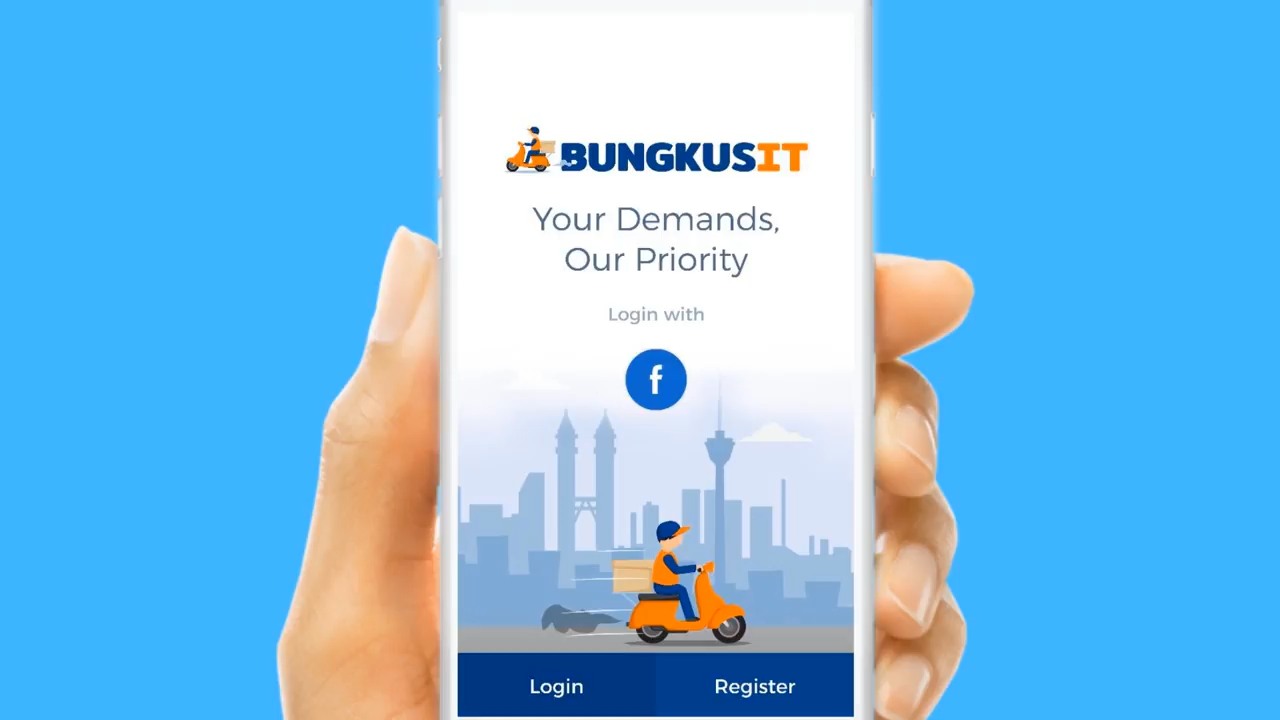 BUNGKUSIT
Your Demands,
Our Priority
Login with
f
Login
Register